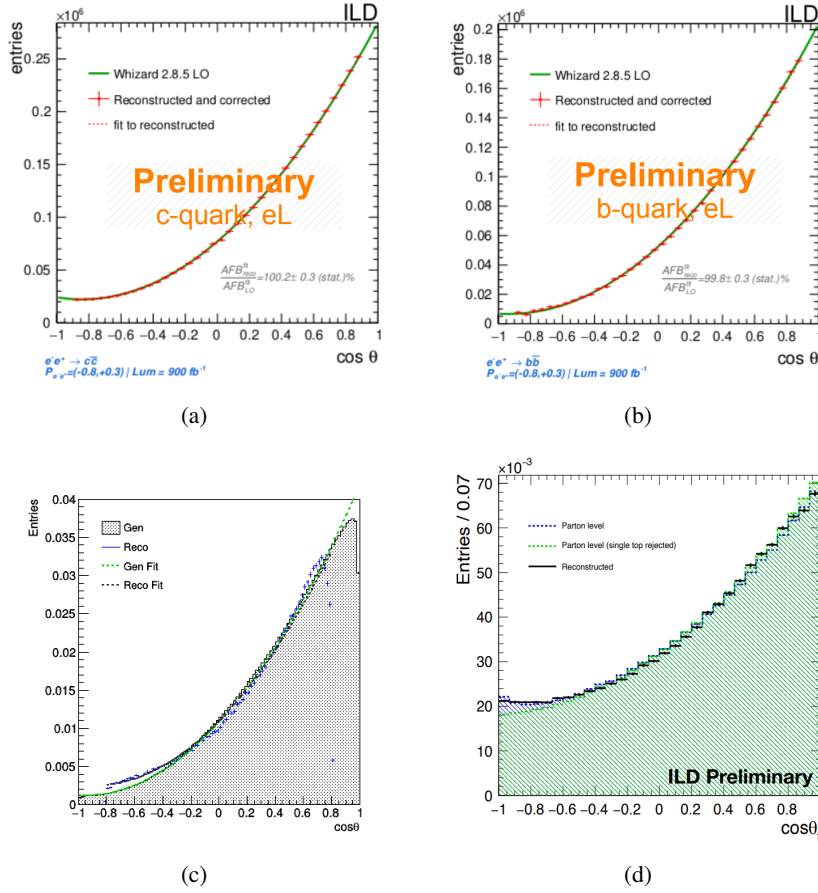 ILD
×10⁶
entries
0.25
0.2
0.15
0.1
0.05
0
Whizard 2.8.5 LO
Reconstructed and corrected
fit to reconstructed
Preliminary
c-quark, eL
=100.2± 0.3 (stat.)%
−1 −0.8 −0.6 −0.4 −0.2 0 0.2 0.4 0.6 0.8 1
cos θ
e⁻e⁺ → cc̅
=(-0.8,+0.3) | Lum = 900 fb⁻¹
(a)
ILD
×10⁶
entries
0.2
0.18
0.16
0.14
0.12
0.1
0.08
0.06
0.04
0.02
0
Whizard 2.8.5 LO
Reconstructed and corrected
fit to reconstructed
Preliminary
b-quark, eL
=99.8± 0.3 (stat.)%
−1 −0.8 −0.6 −0.4 −0.2 0 0.2 0.4 0.6 0.8 1
cos θ
e⁻e⁺ → bb̅
=(-0.8,+0.3) | Lum = 900 fb⁻¹
(b)
Entries
0.04
0.035
0.03
0.025
0.02
0.015
0.01
0.005
0
Gen
Reco
Gen Fit
Reco Fit
−1 −0.8 −0.6 −0.4 −0.2 0 0.2 0.4 0.6 0.8 1
cosθ
(c)
×10⁻³
Entries / 0.07
70
60
50
40
30
20
10
0
Parton level
Parton level (single top rejected)
Reconstructed
ILD Preliminary
-1 -0.8 -0.6 -0.4 -0.2 0 0.2 0.4 0.6 0.8
cosθ
(d)